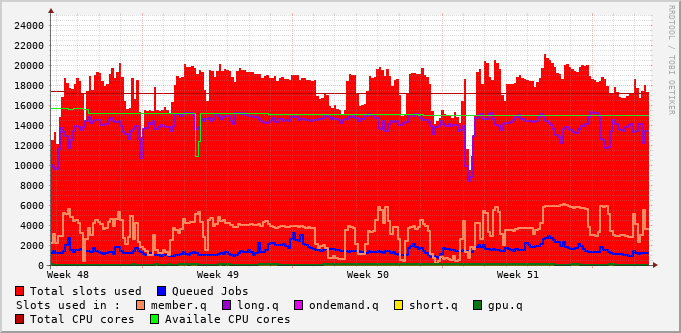 RRDTOOL / TOBI OETIKER
24000
22000
20000
18000
16000
14000
12000
10000
8000
6000
4000
2000
0
Week 48 Week 49 Week 50 Week 51
Total slots used Queued Jobs
Slots used in : member.q long.q ondemand.q short.q gpu.q
Total CPU cores Availale CPU cores